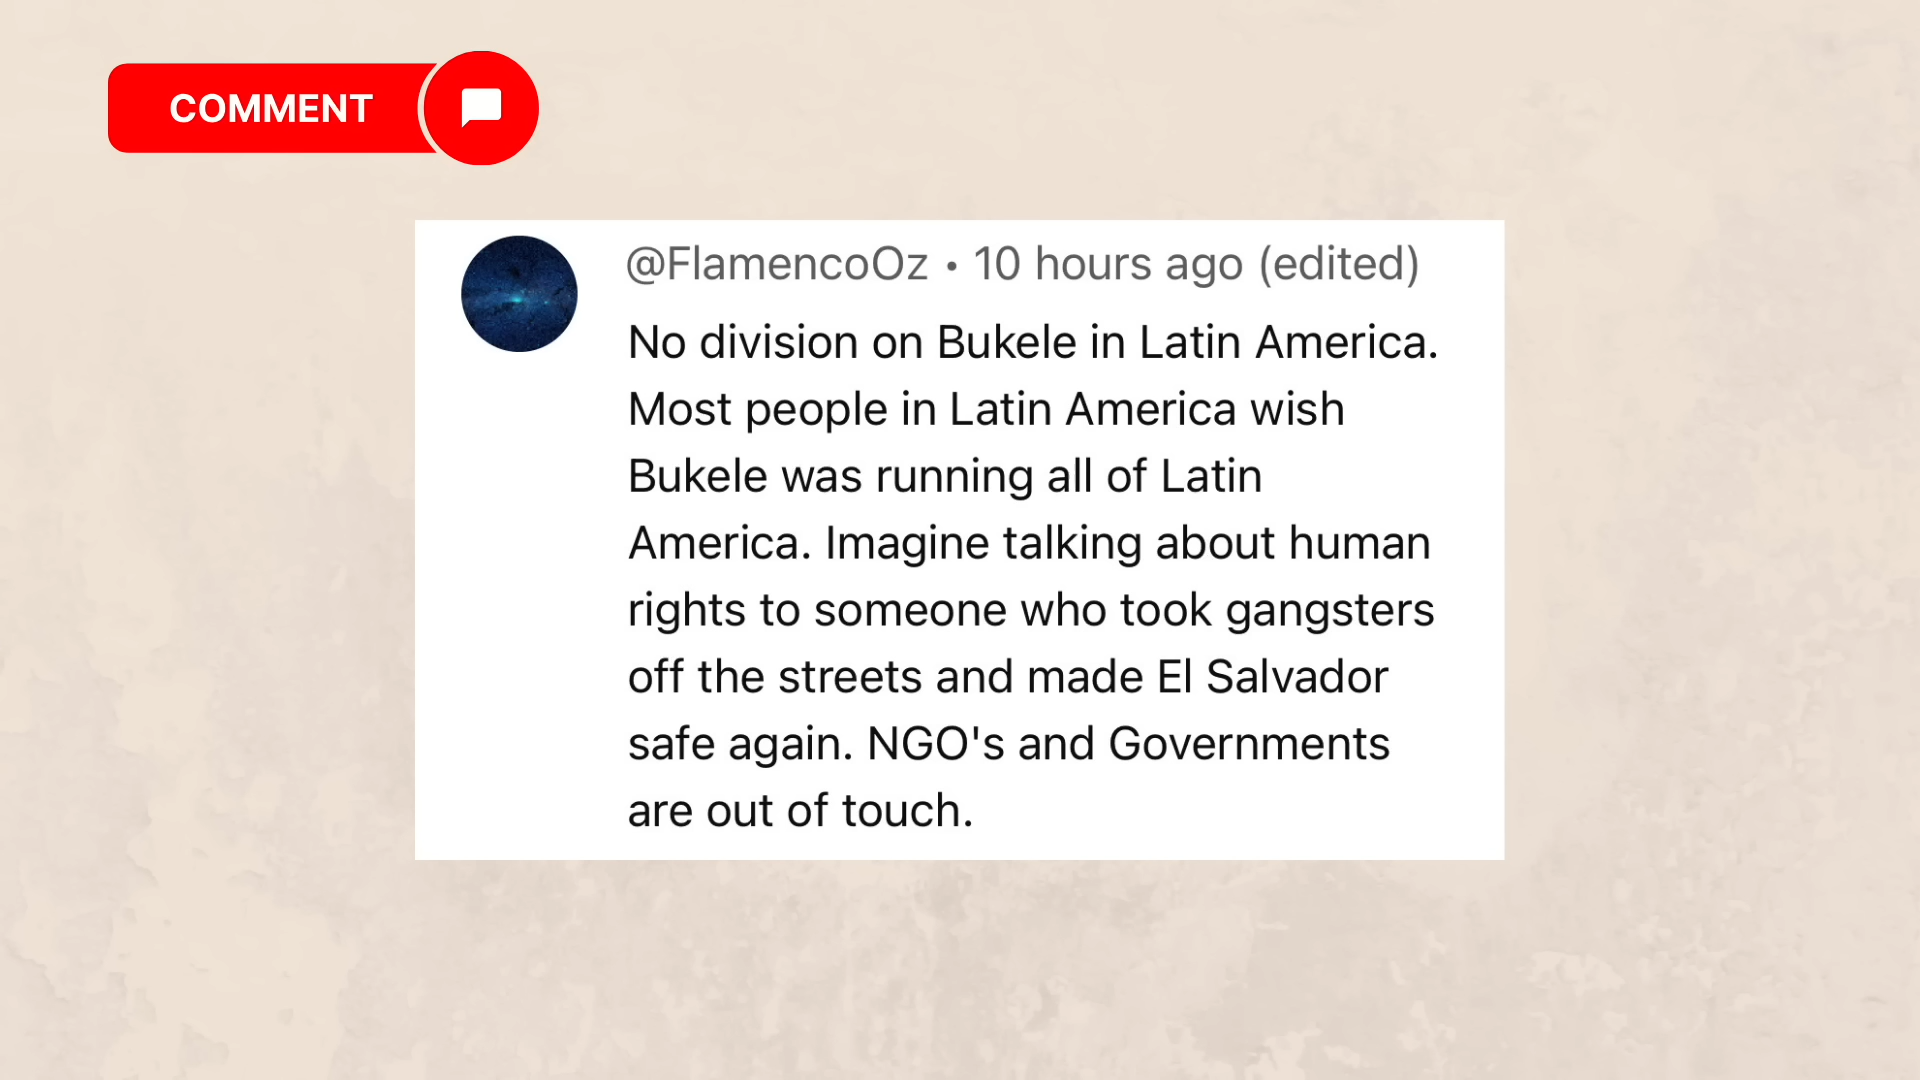 COMMENT
@FlamencoOz • 10 hours ago (edited)
No division on Bukele in Latin America.
Most people in Latin America wish
Bukele was running all of Latin
America. Imagine talking about human
rights to someone who took gangsters
off the streets and made El Salvador
safe again. NGO's and Governments
are out of touch.